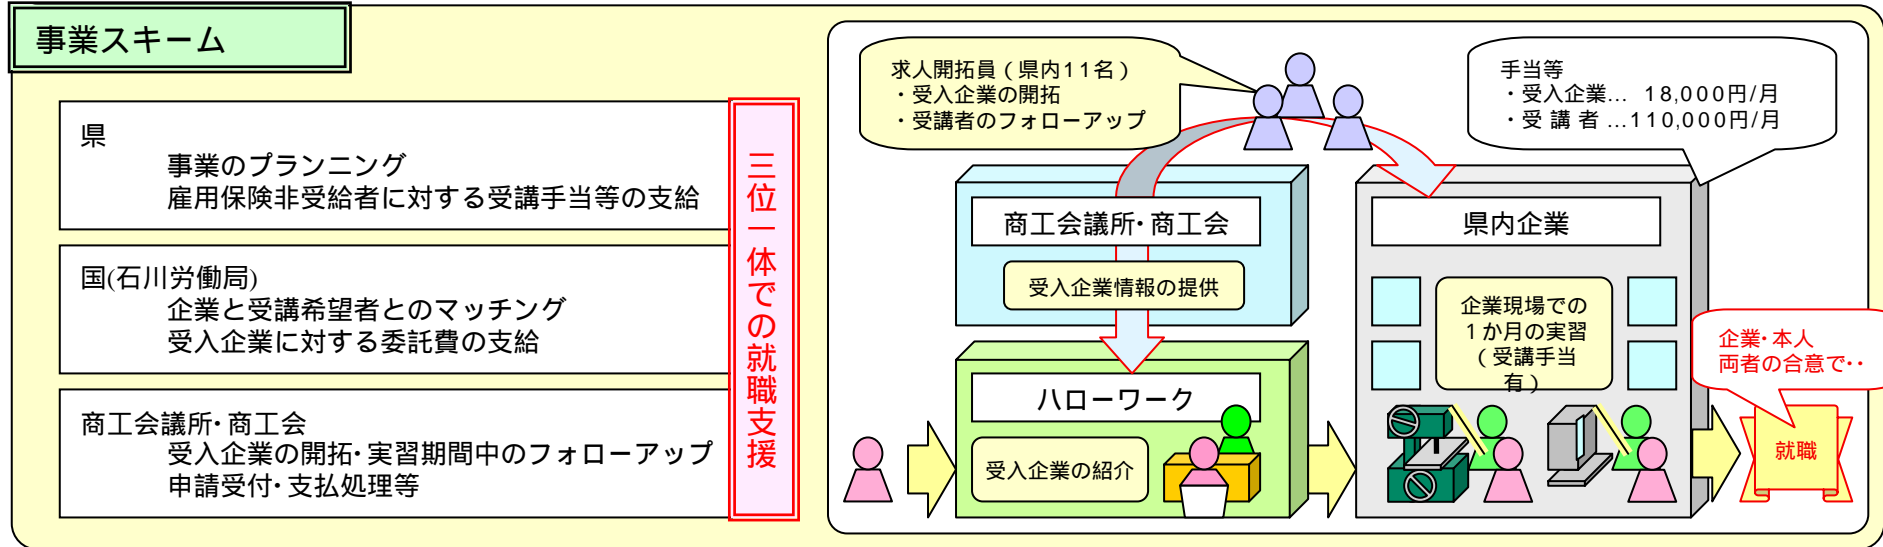 事業スキーム
県
事業のプランニング
雇用保険非受給者に対する受講手当等の支給
国(石川労働局)
企業と受講希望者とのマッチング
受入企業に対する委託費の支給
商工会議所・商工会
受入企業の開拓・実習期間中のフォローアップ
申請受付・支払処理等
三位一体での就職支援
求人開拓員(県内11名)
・受入企業の開拓
・受講者のフォローアップ
手当等
・受入企業… 18,000円/月
・受 講 者 …110,000円/月
商工会議所・商工会
受入企業情報の提供
ハローワーク
受入企業の紹介
県内企業
企業現場での
1か月の実習
(受講手当
有)
企業・本人
両者の合意で・・
就職